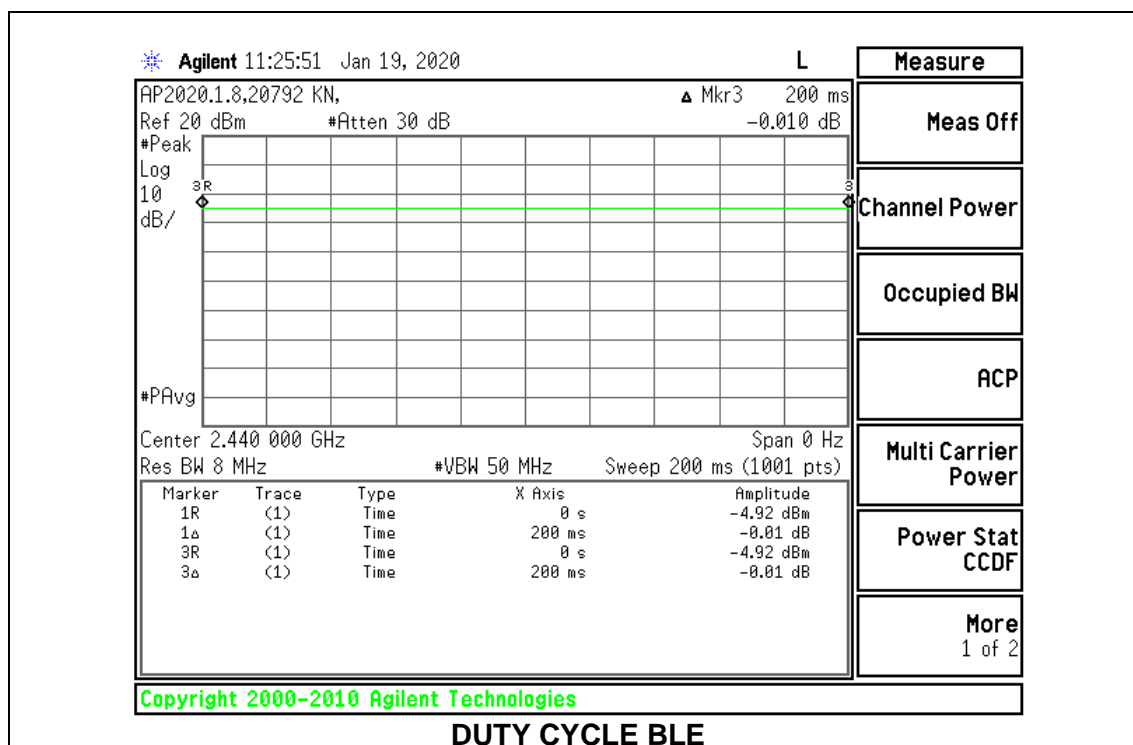 Agilent 11:25:51 Jan 19, 2020 L
Measure
AP2020.1.8,20792 KN, Δ Mkr3 200 ms
Ref 20 dBm #Atten 30 dB -0.010 dB
#Peak
Log
10
dB/
3R
3
#PAvg
Center 2.440 000 GHz Span 0 Hz
Res BW 8 MHz #VBW 50 MHz Sweep 200 ms (1001 pts)
Marker Trace Type X Axis Amplitude
1R (1) Time 0 s -4.92 dBm
1Δ (1) Time 200 ms -0.01 dB
3R (1) Time 0 s -4.92 dBm
3Δ (1) Time 200 ms -0.01 dB
Meas Off
Channel Power
Occupied BW
ACP
Multi Carrier
Power
Power Stat
CCDF
More
1 of 2
Copyright 2000-2010 Agilent Technologies
DUTY CYCLE BLE